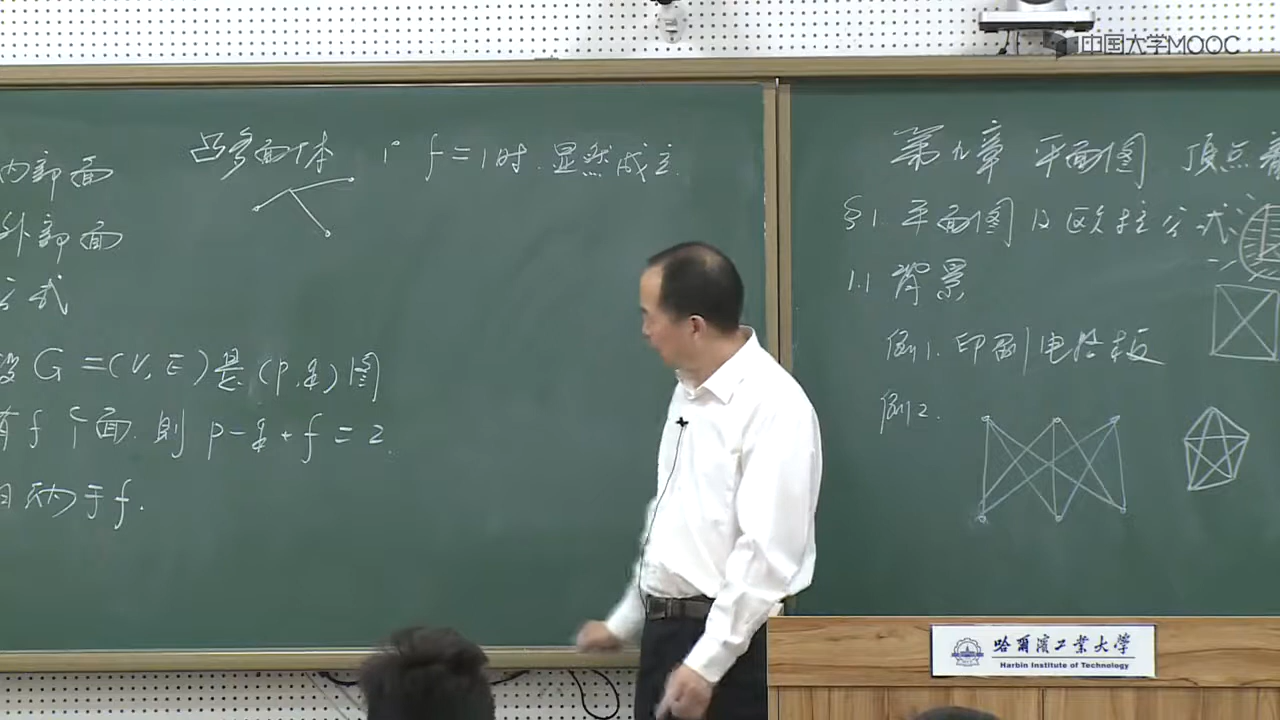 中国大学MOOC
内部面
外部面
公式
设 G=(V,E)是(p,q)图
有f个面.则 p-q+f=2.
归纳于f.
凸多面体 1° f=1时.显然成立.
第九章 平面图 顶点着
§1.平面图及欧拉公式
1.1 背景
例1.印刷电路板
例2.
哈尔滨工业大学
Harbin Institute of Technology